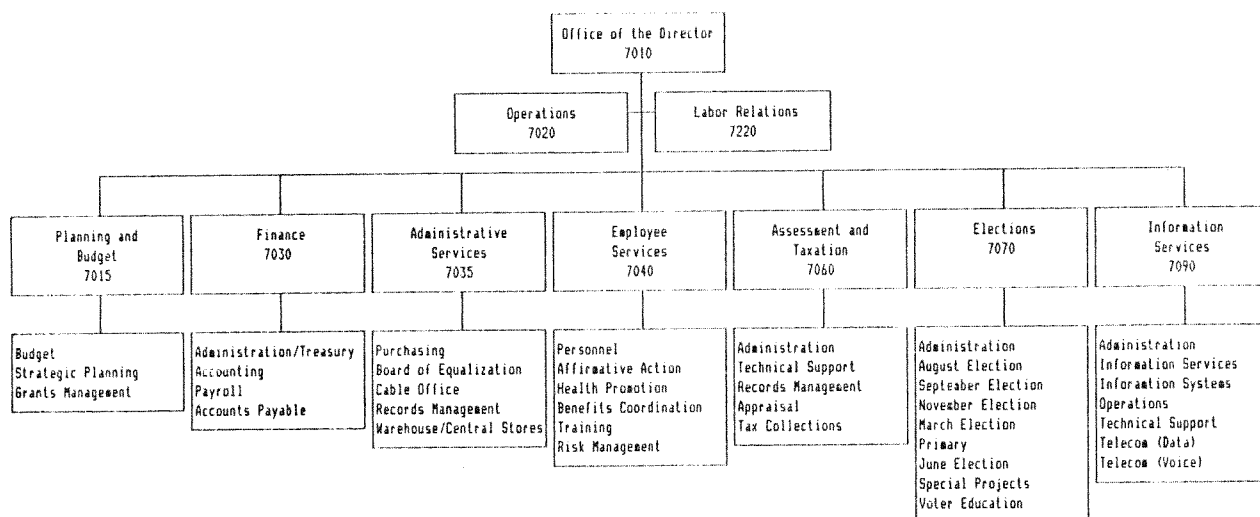 Office of the Director
7010
Operations
7020
Labor Relations
7220
Planning and
Budget
7015
Finance
7030
Administrative
Services
7035
Employee
Services
7040
Assessment and
Taxation
7060
Elections
7070
Information
Services
7090
Budget
Strategic Planning
Grants Management
Administration/Treasury
Accounting
Payroll
Accounts Payable
Purchasing
Board of Equalization
Cable Office
Records Management
Warehouse/Central Stores
Personnel
Affirmative Action
Health Promotion
Benefits Coordination
Training
Risk Management
Administration
Technical Support
Records Management
Appraisal
Tax Collections
Administration
August Election
September Election
November Election
March Election
Primary
June Election
Special Projects
Voter Education
Administration
Information Services
Information Systems
Operations
Technical Support
Telecom (Data)
Telecom (Voice)